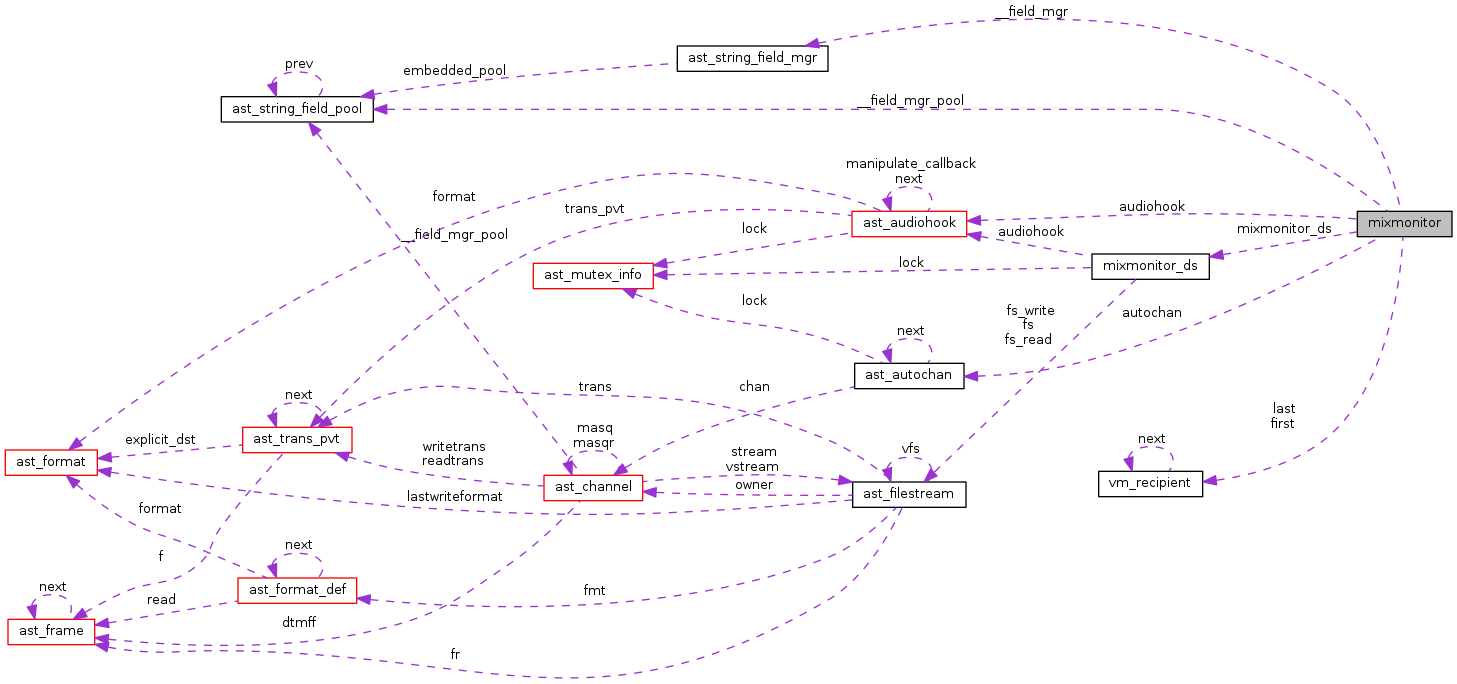 __field_mgr
ast_string_field_mgr
prev
embedded_pool
ast_string_field_pool
__field_mgr_pool
manipulate_callback
next
format
trans_pvt
audiohook
ast_audiohook
mixmonitor
lock
audiohook
mixmonitor_ds
__field_mgr_pool
lock
mixmonitor_ds
ast_mutex_info
lock
fs_write
fs
fs_read
autochan
next
ast_autochan
trans
chan
next
last
first
explicit_dst
ast_trans_pvt
writetrans
readtrans
masq
masqr
stream
vstream
vfs
next
ast_format
ast_channel
owner
ast_filestream
vm_recipient
lastwriteformat
format
next
f
ast_format_def
fmt
next
read
dtmff
ast_frame
fr